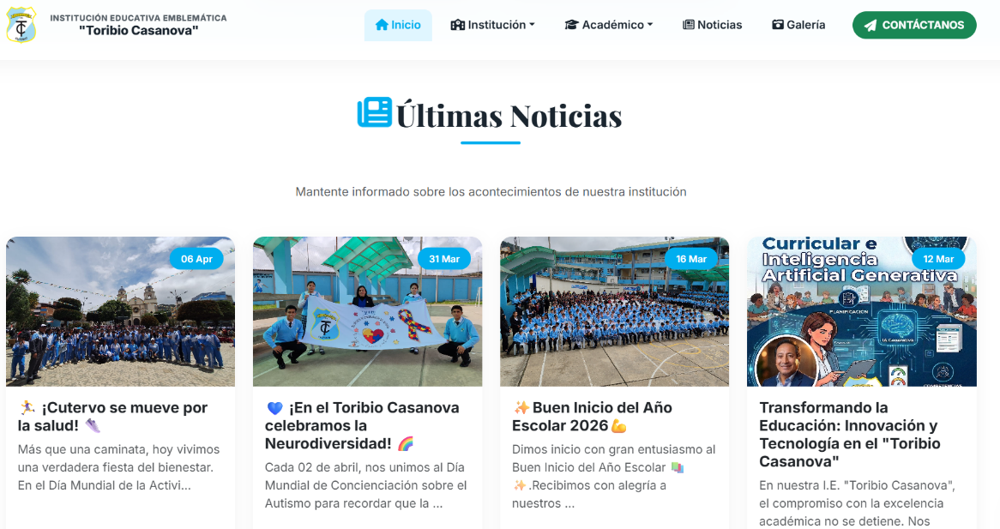 INSTITUCIÓN EDUCATIVA EMBLEMÁTICA
"Toribio Casanova"
Inicio
Institución
Académico
Noticias
Galería
CONTÁCTANOS
Últimas Noticias
Mantente informado sobre los acontecimientos de nuestra institución
06 Apr
🏃‍♀️ ¡Cutervo se mueve por
la salud! 👟
Más que una caminata, hoy vivimos
una verdadera fiesta del bienestar.
En el Día Mundial de la Activi...
31 Mar
💙 ¡En el Toribio Casanova
celebramos la
Neurodiversidad! 🌈
Cada 02 de abril, nos unimos al Día
Mundial de Concienciación sobre el
Autismo para recordar que la ...
16 Mar
✨Buen Inicio del Año
Escolar 2026💪
Dimos inicio con gran entusiasmo al
Buen Inicio del Año Escolar 📚
✨.Recibimos con alegría a
nuestros ...
12 Mar
Curricular e
Inteligencia
Artificial Generativa
PLANIFICACIÓN
IA Generativa
COMPETENCIAS
Transformando la
Educación: Innovación y
Tecnología en el "Toribio
Casanova"
En nuestra I.E. "Toribio Casanova",
el compromiso con la excelencia
académica no se detiene. Nos